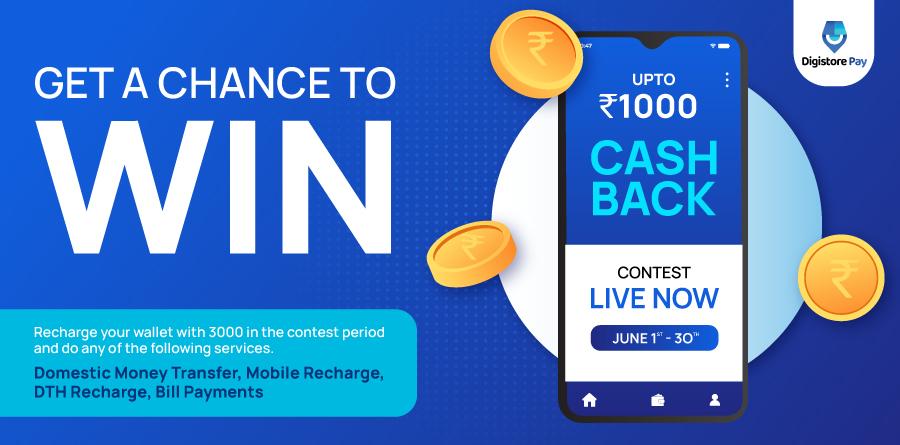 GET A CHANCE TO
WIN
Recharge your wallet with 3000 in the contest period
and do any of the following services.
Domestic Money Transfer, Mobile Recharge,
DTH Recharge, Bill Payments
₹
₹
₹
UPTO
₹1000
CASH
BACK
CONTEST
LIVE NOW
JUNE 1ST - 30TH
Digistore Pay